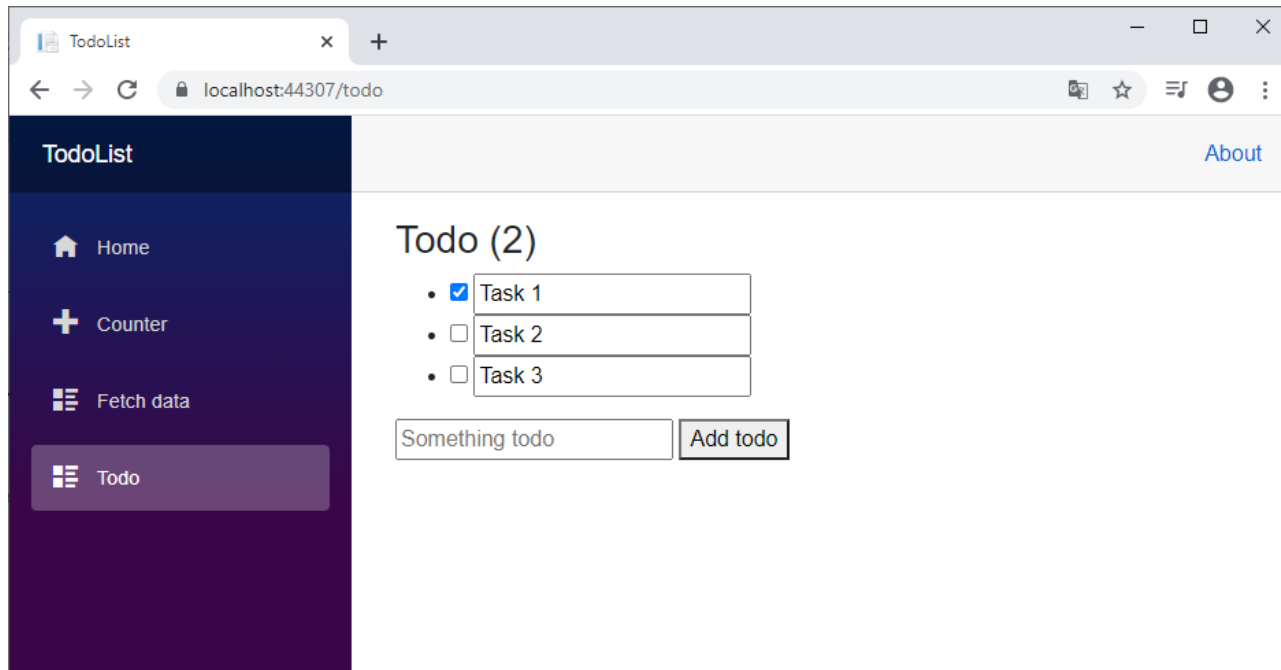 TodoList
localhost:44307/todo
TodoList
About
Home
Counter
Fetch data
Todo
Todo (2)
Task 1
Task 2
Task 3
Something todo
Add todo